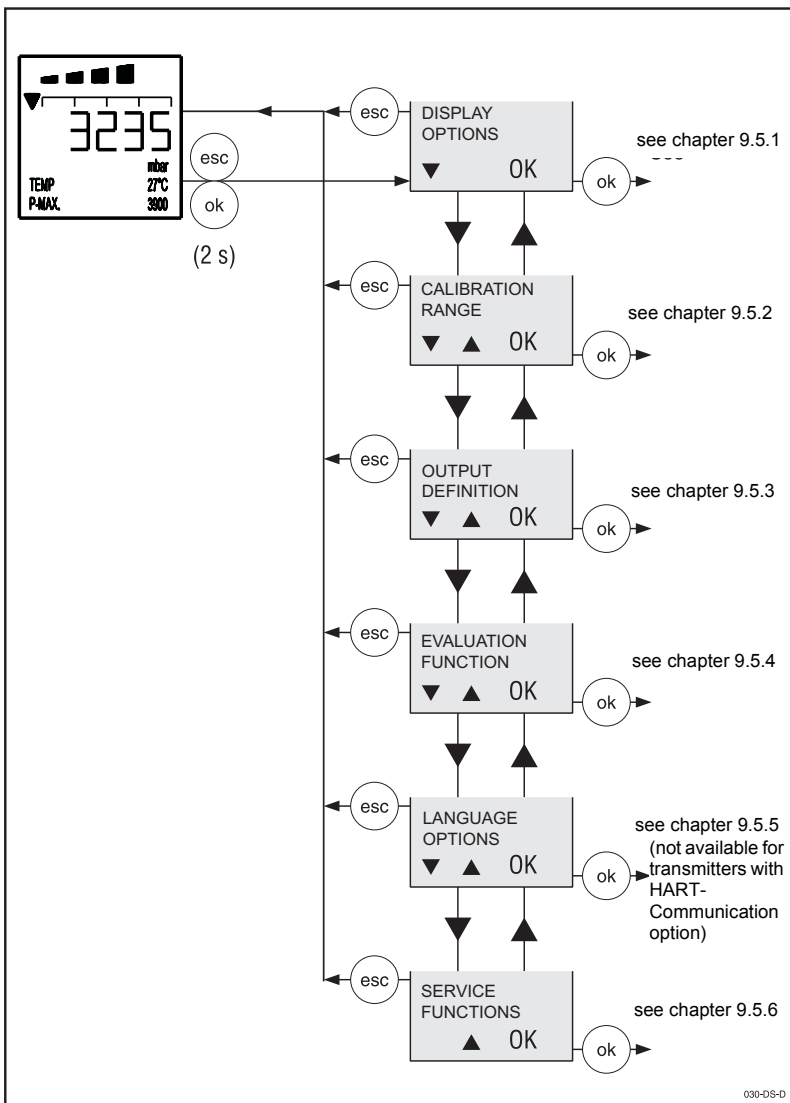 3235
mbar
TEMP 27°C
P-MAX. 3900
esc
ok
(2 s)
esc
DISPLAY
OPTIONS
▼ OK
ok
see chapter 9.5.1
esc
CALIBRATION
RANGE
▼ ▲ OK
ok
see chapter 9.5.2
esc
OUTPUT
DEFINITION
▼ ▲ OK
ok
see chapter 9.5.3
esc
EVALUATION
FUNCTION
▼ ▲ OK
ok
see chapter 9.5.4
esc
LANGUAGE
OPTIONS
▼ ▲ OK
ok
see chapter 9.5.5
(not available for
transmitters with
HART-
Communication
option)
esc
SERVICE
FUNCTIONS
▲ OK
ok
see chapter 9.5.6
030-DS-D